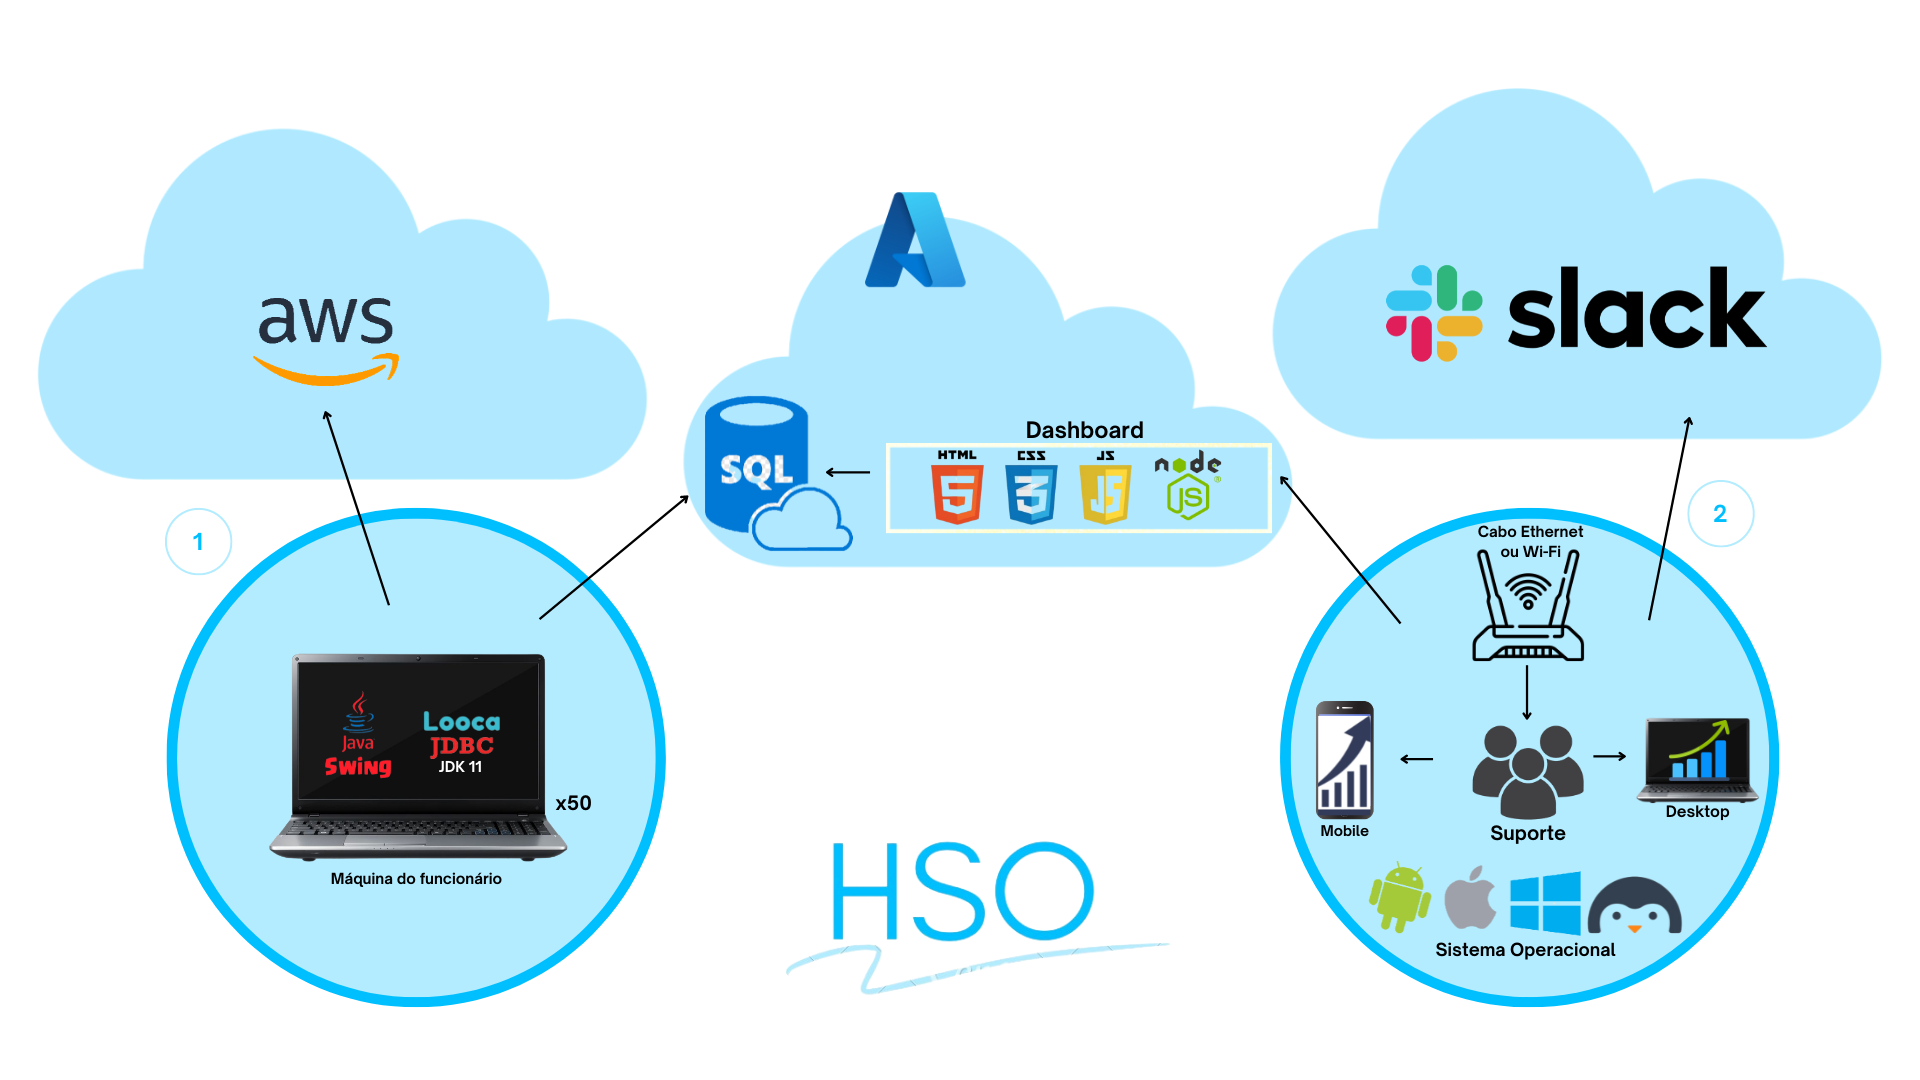 aws
1
Java
Swing
Looca
JDBC
JDK 11
x50
Máquina do funcionário
SQL
Dashboard
HTML
CSS
JS
node
JS
®
HSO
slack
2
Cabo Ethernet
ou Wi-Fi
Mobile
Suporte
Desktop
Sistema Operacional